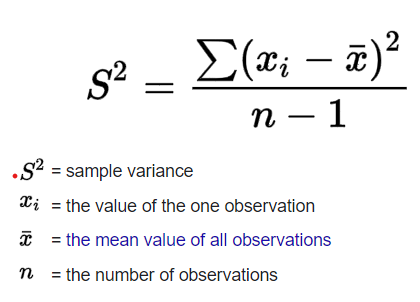 S² = ∑(xᵢ − x̄)² / n − 1
S² = sample variance
xᵢ = the value of the one observation
x̄ = the mean value of all observations
n = the number of observations